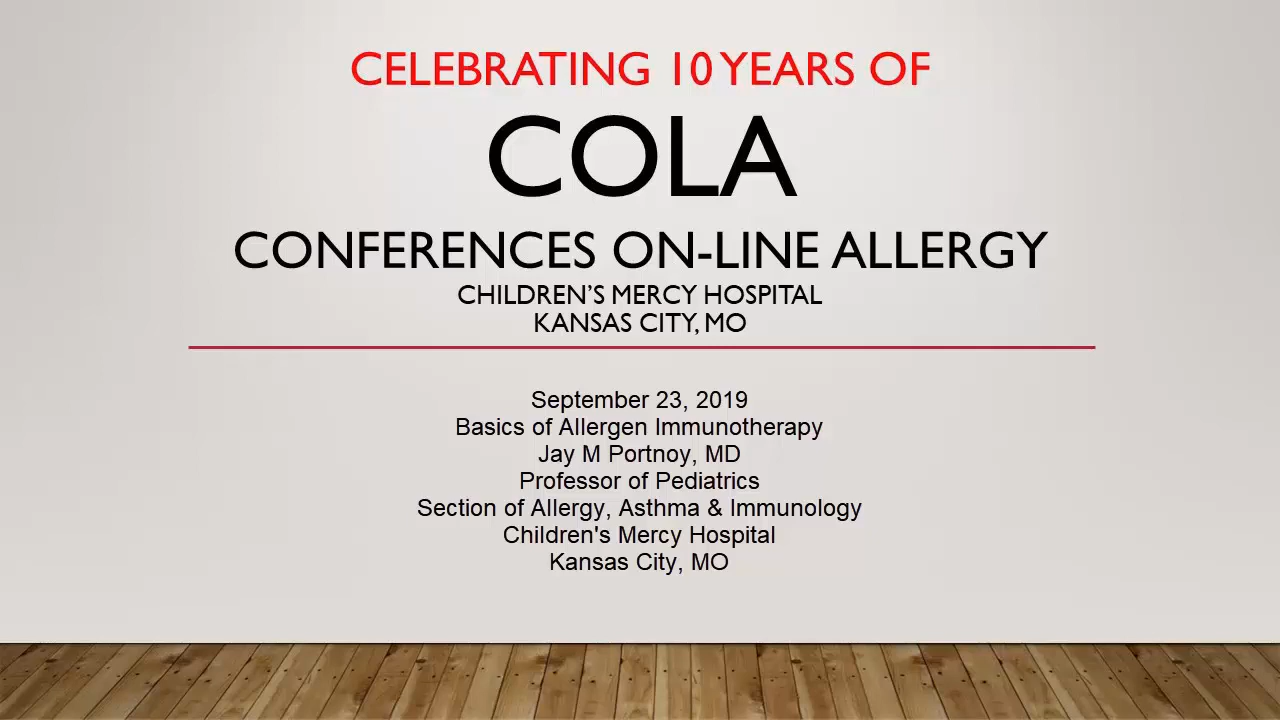 CELEBRATING 10 YEARS OF
COLA
CONFERENCES ON-LINE ALLERGY
CHILDREN’S MERCY HOSPITAL
KANSAS CITY, MO
September 23, 2019
Basics of Allergen Immunotherapy
Jay M Portnoy, MD
Professor of Pediatrics
Section of Allergy, Asthma & Immunology
Children's Mercy Hospital
Kansas City, MO